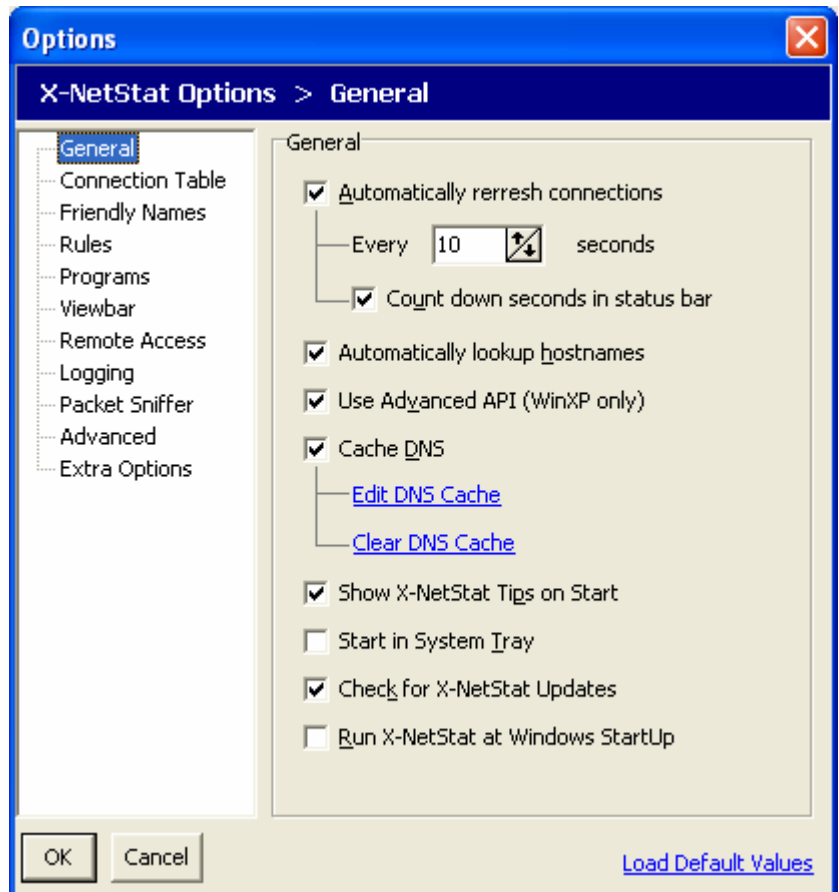 Options
X-NetStat Options > General
General
Connection Table
Friendly Names
Rules
Programs
Viewbar
Remote Access
Logging
Packet Sniffer
Advanced
Extra Options
General
Automatically rerresh connections
Every 10 seconds
Count down seconds in status bar
Automatically lookup hostnames
Use Advanced API (WinXP only)
Cache DNS
Edit DNS Cache
Clear DNS Cache
Show X-NetStat Tips on Start
Start in System Tray
Check for X-NetStat Updates
Run X-NetStat at Windows StartUp
OK
Cancel
Load Default Values